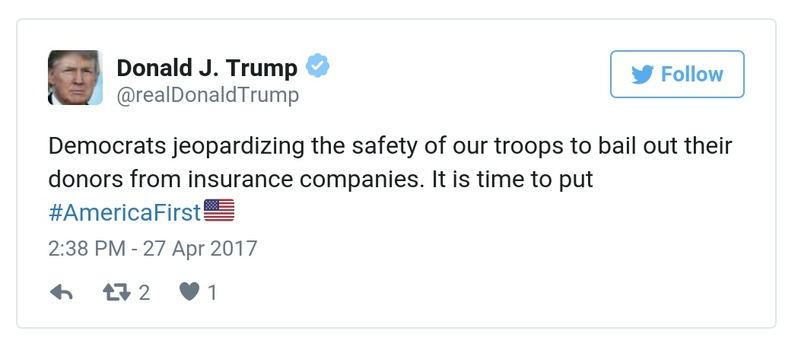 Donald J. Trump
@realDonaldTrump
Follow
Democrats jeopardizing the safety of our troops to bail out their
donors from insurance companies. It is time to put
#AmericaFirst🇺🇸
2:38 PM - 27 Apr 2017
2 1